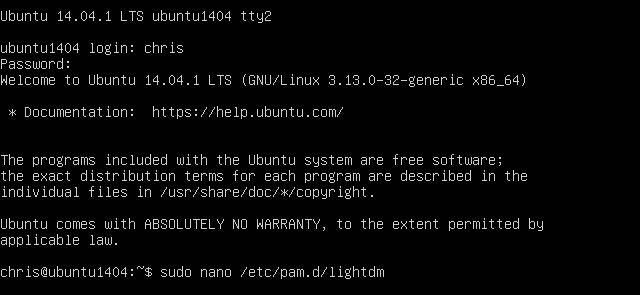 Ubuntu 14.04.1 LTS ubuntu1404 tty2
ubuntu1404 login: chris
Password:
Welcome to Ubuntu 14.04.1 LTS (GNU/Linux 3.13.0-32-generic x86_64)
* Documentation:  https://help.ubuntu.com/
The programs included with the Ubuntu system are free software;
the exact distribution terms for each program are described in the
individual files in /usr/share/doc/*/copyright.
Ubuntu comes with ABSOLUTELY NO WARRANTY, to the extent permitted by
applicable law.
chris@ubuntu1404:~$ sudo nano /etc/pam.d/lightdm